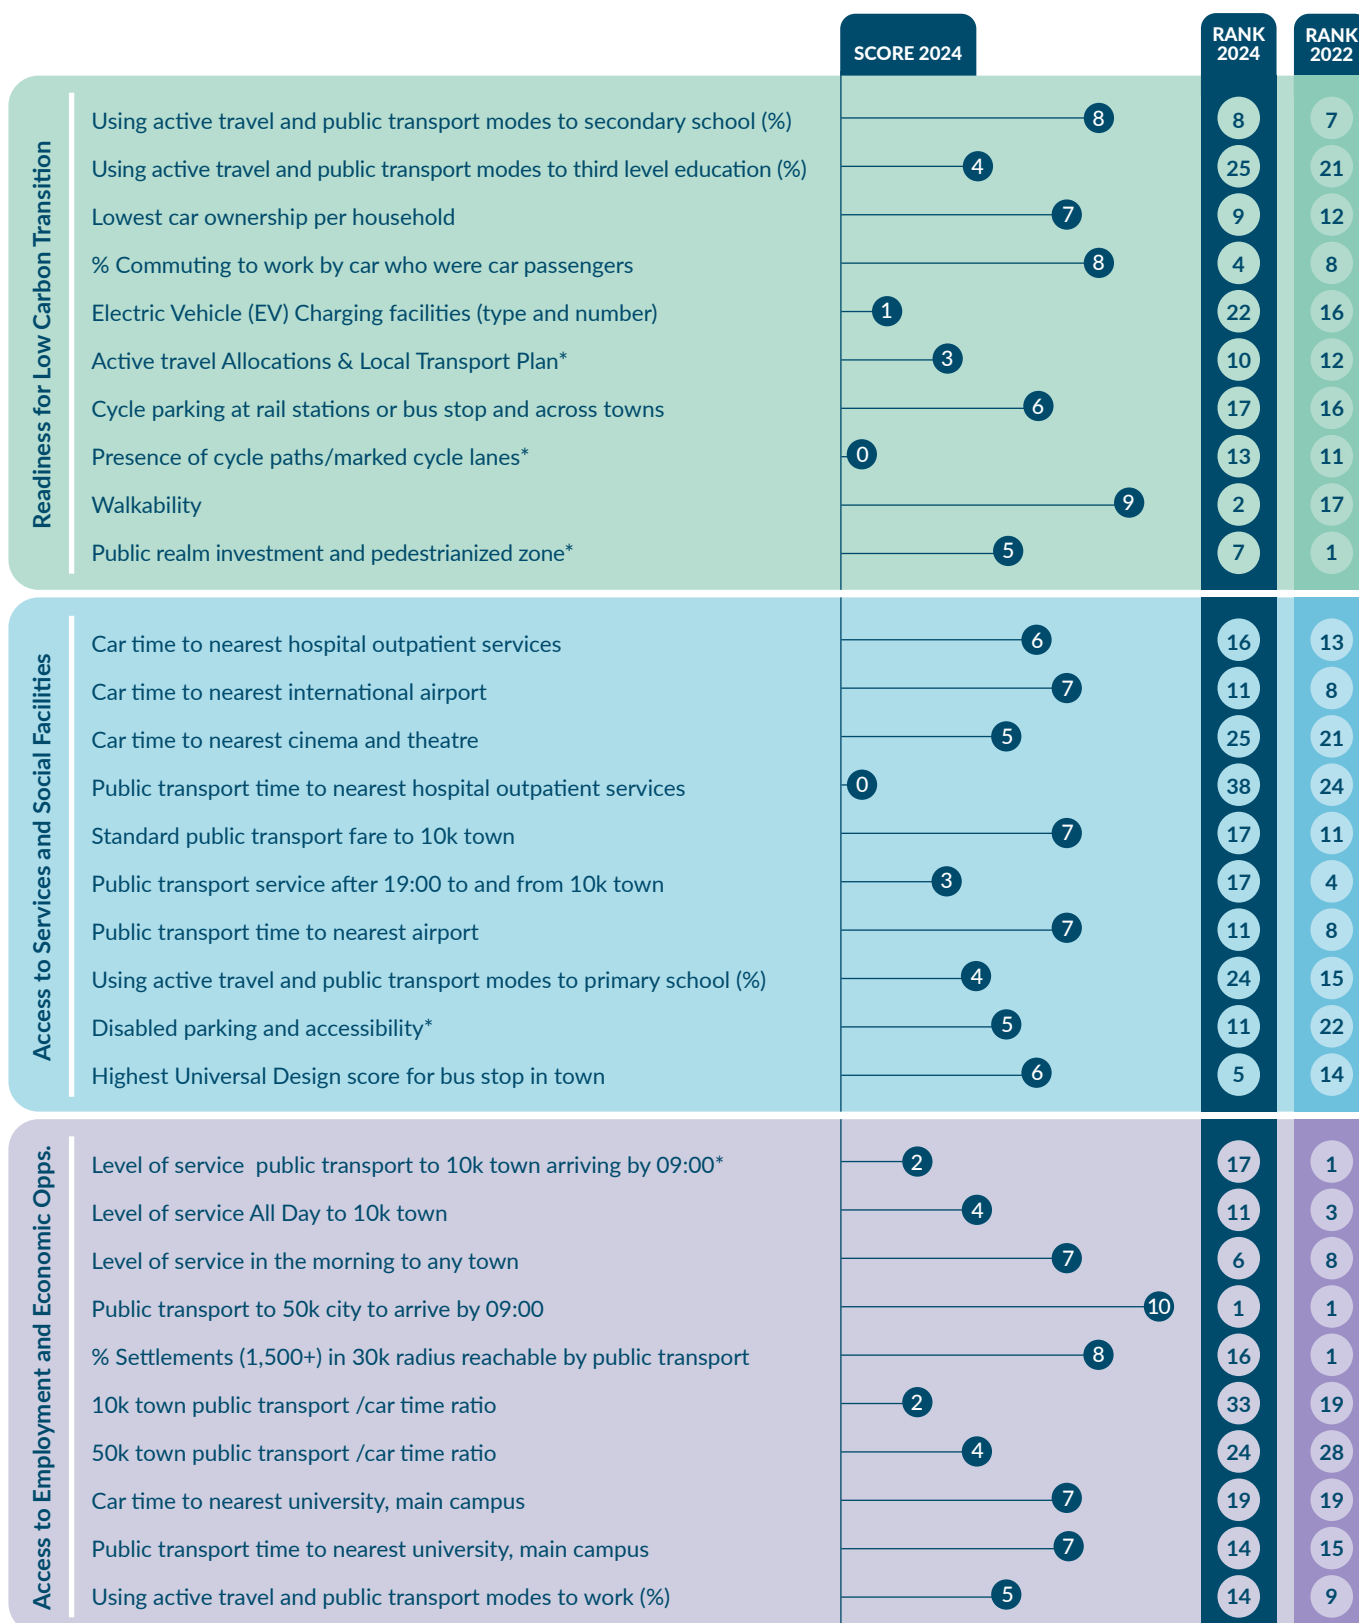 SCORE 2024
RANK
2024
RANK
2022
Readiness for Low Carbon Transition
Using active travel and public transport modes to secondary school (%) 8 8 7
Using active travel and public transport modes to third level education (%) 4 25 21
Lowest car ownership per household 7 9 12
% Commuting to work by car who were car passengers 8 4 8
Electric Vehicle (EV) Charging facilities (type and number) 1 22 16
Active travel Allocations & Local Transport Plan* 3 10 12
Cycle parking at rail stations or bus stop and across towns 6 17 16
Presence of cycle paths/marked cycle lanes* 0 13 11
Walkability 9 2 17
Public realm investment and pedestrianized zone* 5 7 1
Access to Services and Social Facilities
Car time to nearest hospital outpatient services 6 16 13
Car time to nearest international airport 7 11 8
Car time to nearest cinema and theatre 5 25 21
Public transport time to nearest hospital outpatient services 0 38 24
Standard public transport fare to 10k town 7 17 11
Public transport service after 19:00 to and from 10k town 3 17 4
Public transport time to nearest airport 7 11 8
Using active travel and public transport modes to primary school (%) 4 24 15
Disabled parking and accessibility* 5 11 22
Highest Universal Design score for bus stop in town 6 5 14
Access to Employment and Economic Opps.
Level of service public transport to 10k town arriving by 09:00* 2 17 1
Level of service All Day to 10k town 4 11 3
Level of service in the morning to any town 7 6 8
Public transport to 50k city to arrive by 09:00 10 1 1
% Settlements (1,500+) in 30k radius reachable by public transport 8 16 1
10k town public transport /car time ratio 2 33 19
50k town public transport /car time ratio 4 24 28
Car time to nearest university, main campus 7 19 19
Public transport time to nearest university, main campus 7 14 15
Using active travel and public transport modes to work (%) 5 14 9